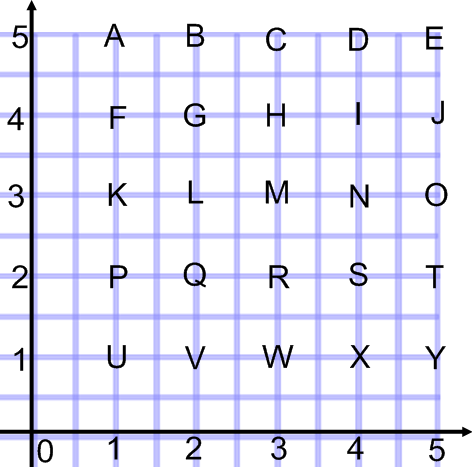 5 A B C D E
4 F G H I J
3 K L M N O
2 P Q R S T
1 U V W X Y
0 1 2 3 4 5